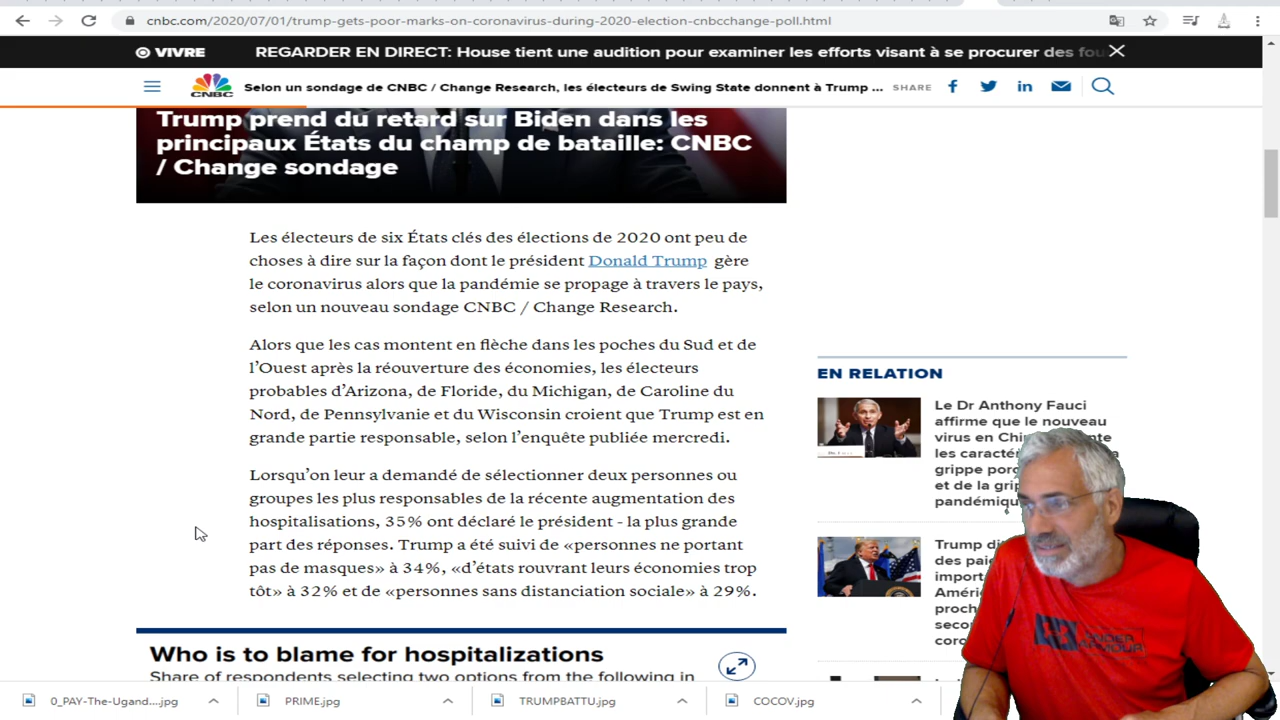 cnbc.com/2020/07/01/trump-gets-poor-marks-on-coronavirus-during-2020-election-cnbcchange-poll.html
VIVRE REGARDER EN DIRECT: House tient une audition pour examiner les efforts visant à se procurer des fou
CNBC Selon un sondage de CNBC / Change Research, les électeurs de Swing State donnent à Trump ... SHARE
Trump prend du retard sur Biden dans les
principaux États du champ de bataille: CNBC
/ Change sondage
Les électeurs de six États clés des élections de 2020 ont peu de
choses à dire sur la façon dont le président Donald Trump gère
le coronavirus alors que la pandémie se propage à travers le pays,
selon un nouveau sondage CNBC / Change Research.
Alors que les cas montent en flèche dans les poches du Sud et de
l'Ouest après la réouverture des économies, les électeurs
probables d'Arizona, de Floride, du Michigan, de Caroline du
Nord, de Pennsylvanie et du Wisconsin croient que Trump est en
grande partie responsable, selon l'enquête publiée mercredi.
Lorsqu'on leur a demandé de sélectionner deux personnes ou
groupes les plus responsables de la récente augmentation des
hospitalisations, 35% ont déclaré le président - la plus grande
part des réponses. Trump a été suivi de «personnes ne portant
pas de masques» à 34%, «d'états rouvrant leurs économies trop
tôt» à 32% et de «personnes sans distanciation sociale» à 29%.
Who is to blame for hospitalizations
Share of respondents selecting two options from the following in
EN RELATION
Le Dr Anthony Fauci
affirme que le nouveau
virus en
les
grippe
et de la
pandémiqu
Trump
des
import
Amér
proch
seco
coro
0_PAY-The-Ugand....jpg
PRIME.jpg
TRUMPBATTU.jpg
COCOV.jpg